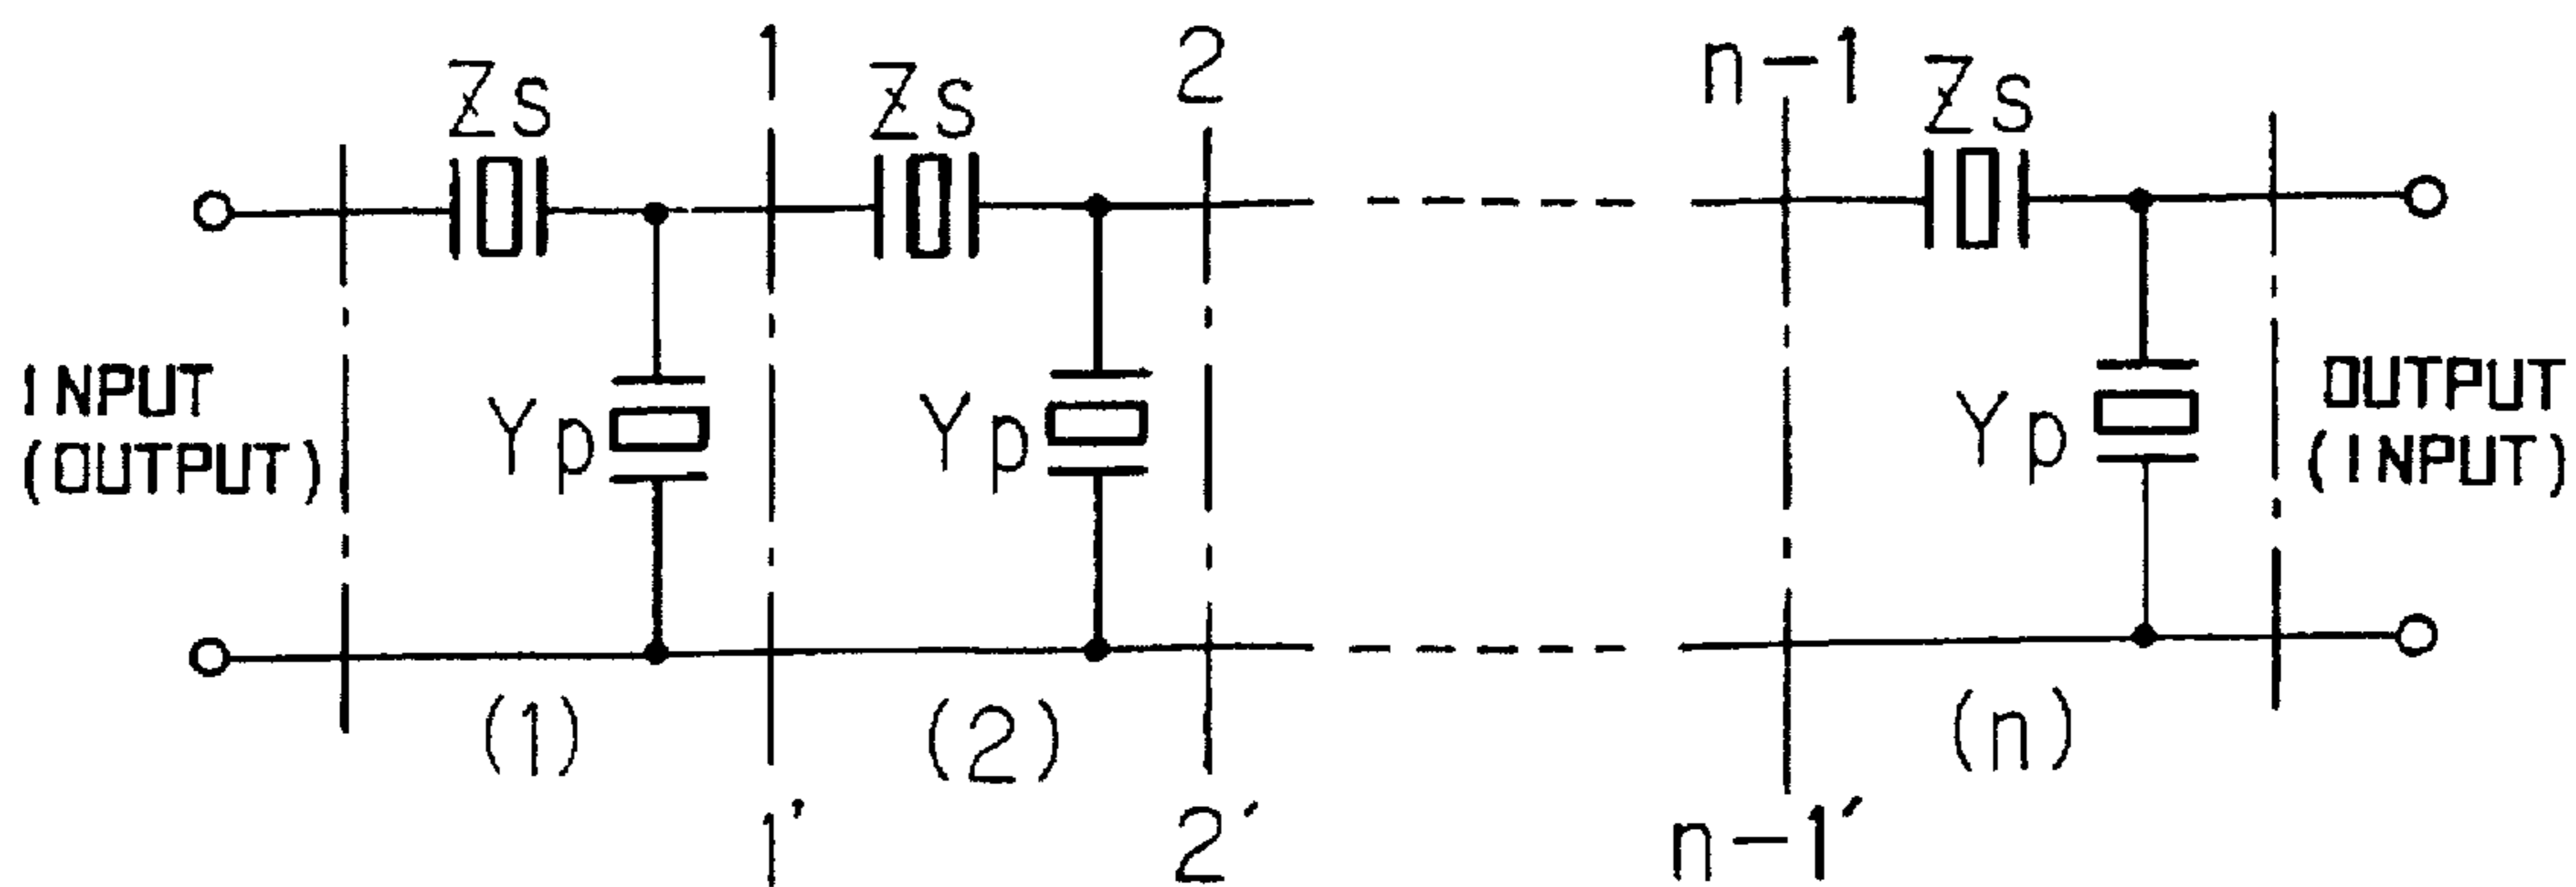 1
2
n-1
Zs
Zs
Zs
INPUT
(OUTPUT)
Yp
Yp
Yp
OUTPUT
(INPUT)
(1)
(2)
(n)
1'
2'
n-1'